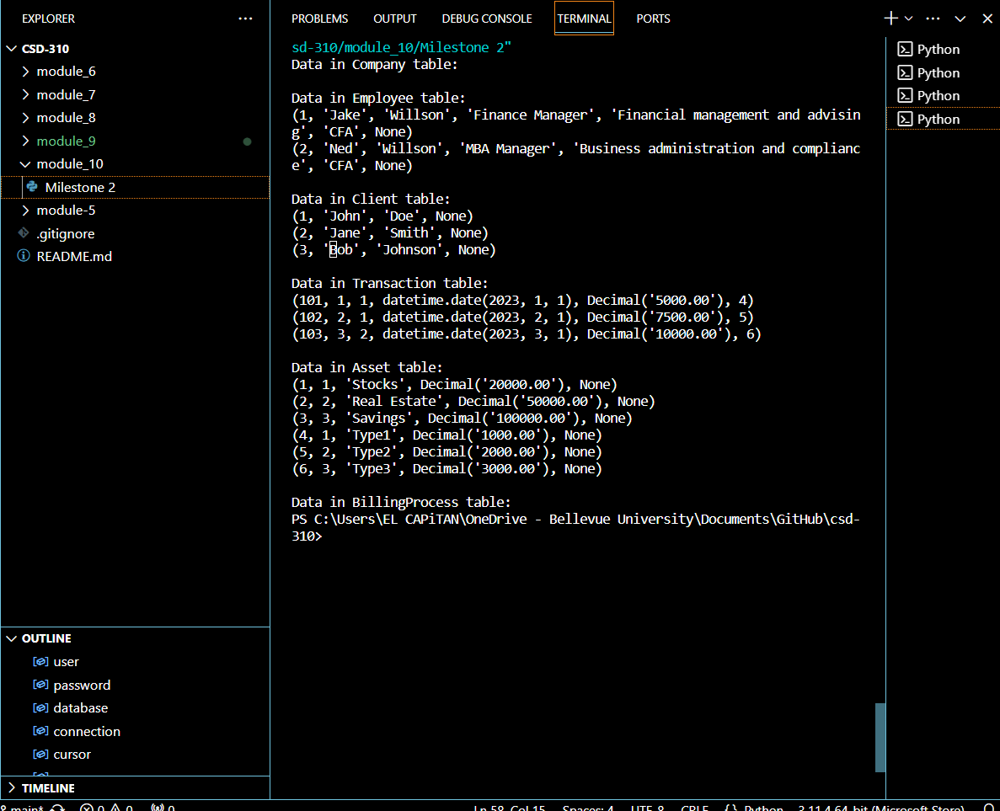 EXPLORER
CSD-310
module_6
module_7
module_8
module_9
module_10
Milestone 2
module-5
.gitignore
README.md
OUTLINE
user
password
database
connection
cursor
TIMELINE
PROBLEMS OUTPUT DEBUG CONSOLE TERMINAL PORTS
sd-310/module_10/Milestone 2"
Data in Company table:
Data in Employee table:
(1, 'Jake', 'Willson', 'Finance Manager', 'Financial management and advisin
g', 'CFA', None)
(2, 'Ned', 'Willson', 'MBA Manager', 'Business administration and complianc
e', 'CFA', None)
Data in Client table:
(1, 'John', 'Doe', None)
(2, 'Jane', 'Smith', None)
(3, 'Bob', 'Johnson', None)
Data in Transaction table:
(101, 1, 1, datetime.date(2023, 1, 1), Decimal('5000.00'), 4)
(102, 2, 1, datetime.date(2023, 2, 1), Decimal('7500.00'), 5)
(103, 3, 2, datetime.date(2023, 3, 1), Decimal('10000.00'), 6)
Data in Asset table:
(1, 1, 'Stocks', Decimal('20000.00'), None)
(2, 2, 'Real Estate', Decimal('50000.00'), None)
(3, 3, 'Savings', Decimal('100000.00'), None)
(4, 1, 'Type1', Decimal('1000.00'), None)
(5, 2, 'Type2', Decimal('2000.00'), None)
(6, 3, 'Type3', Decimal('3000.00'), None)
Data in BillingProcess table:
PS C:\Users\EL CAPiTAN\OneDrive - Bellevue University\Documents\GitHub\csd-
310>
Python
Python
Python
Python
main* 0 0 0 Ln 58, Col 15 Spaces: 4 UTF-8 CRLF {} Python 3.11.4 64-bit (Microsoft Store)